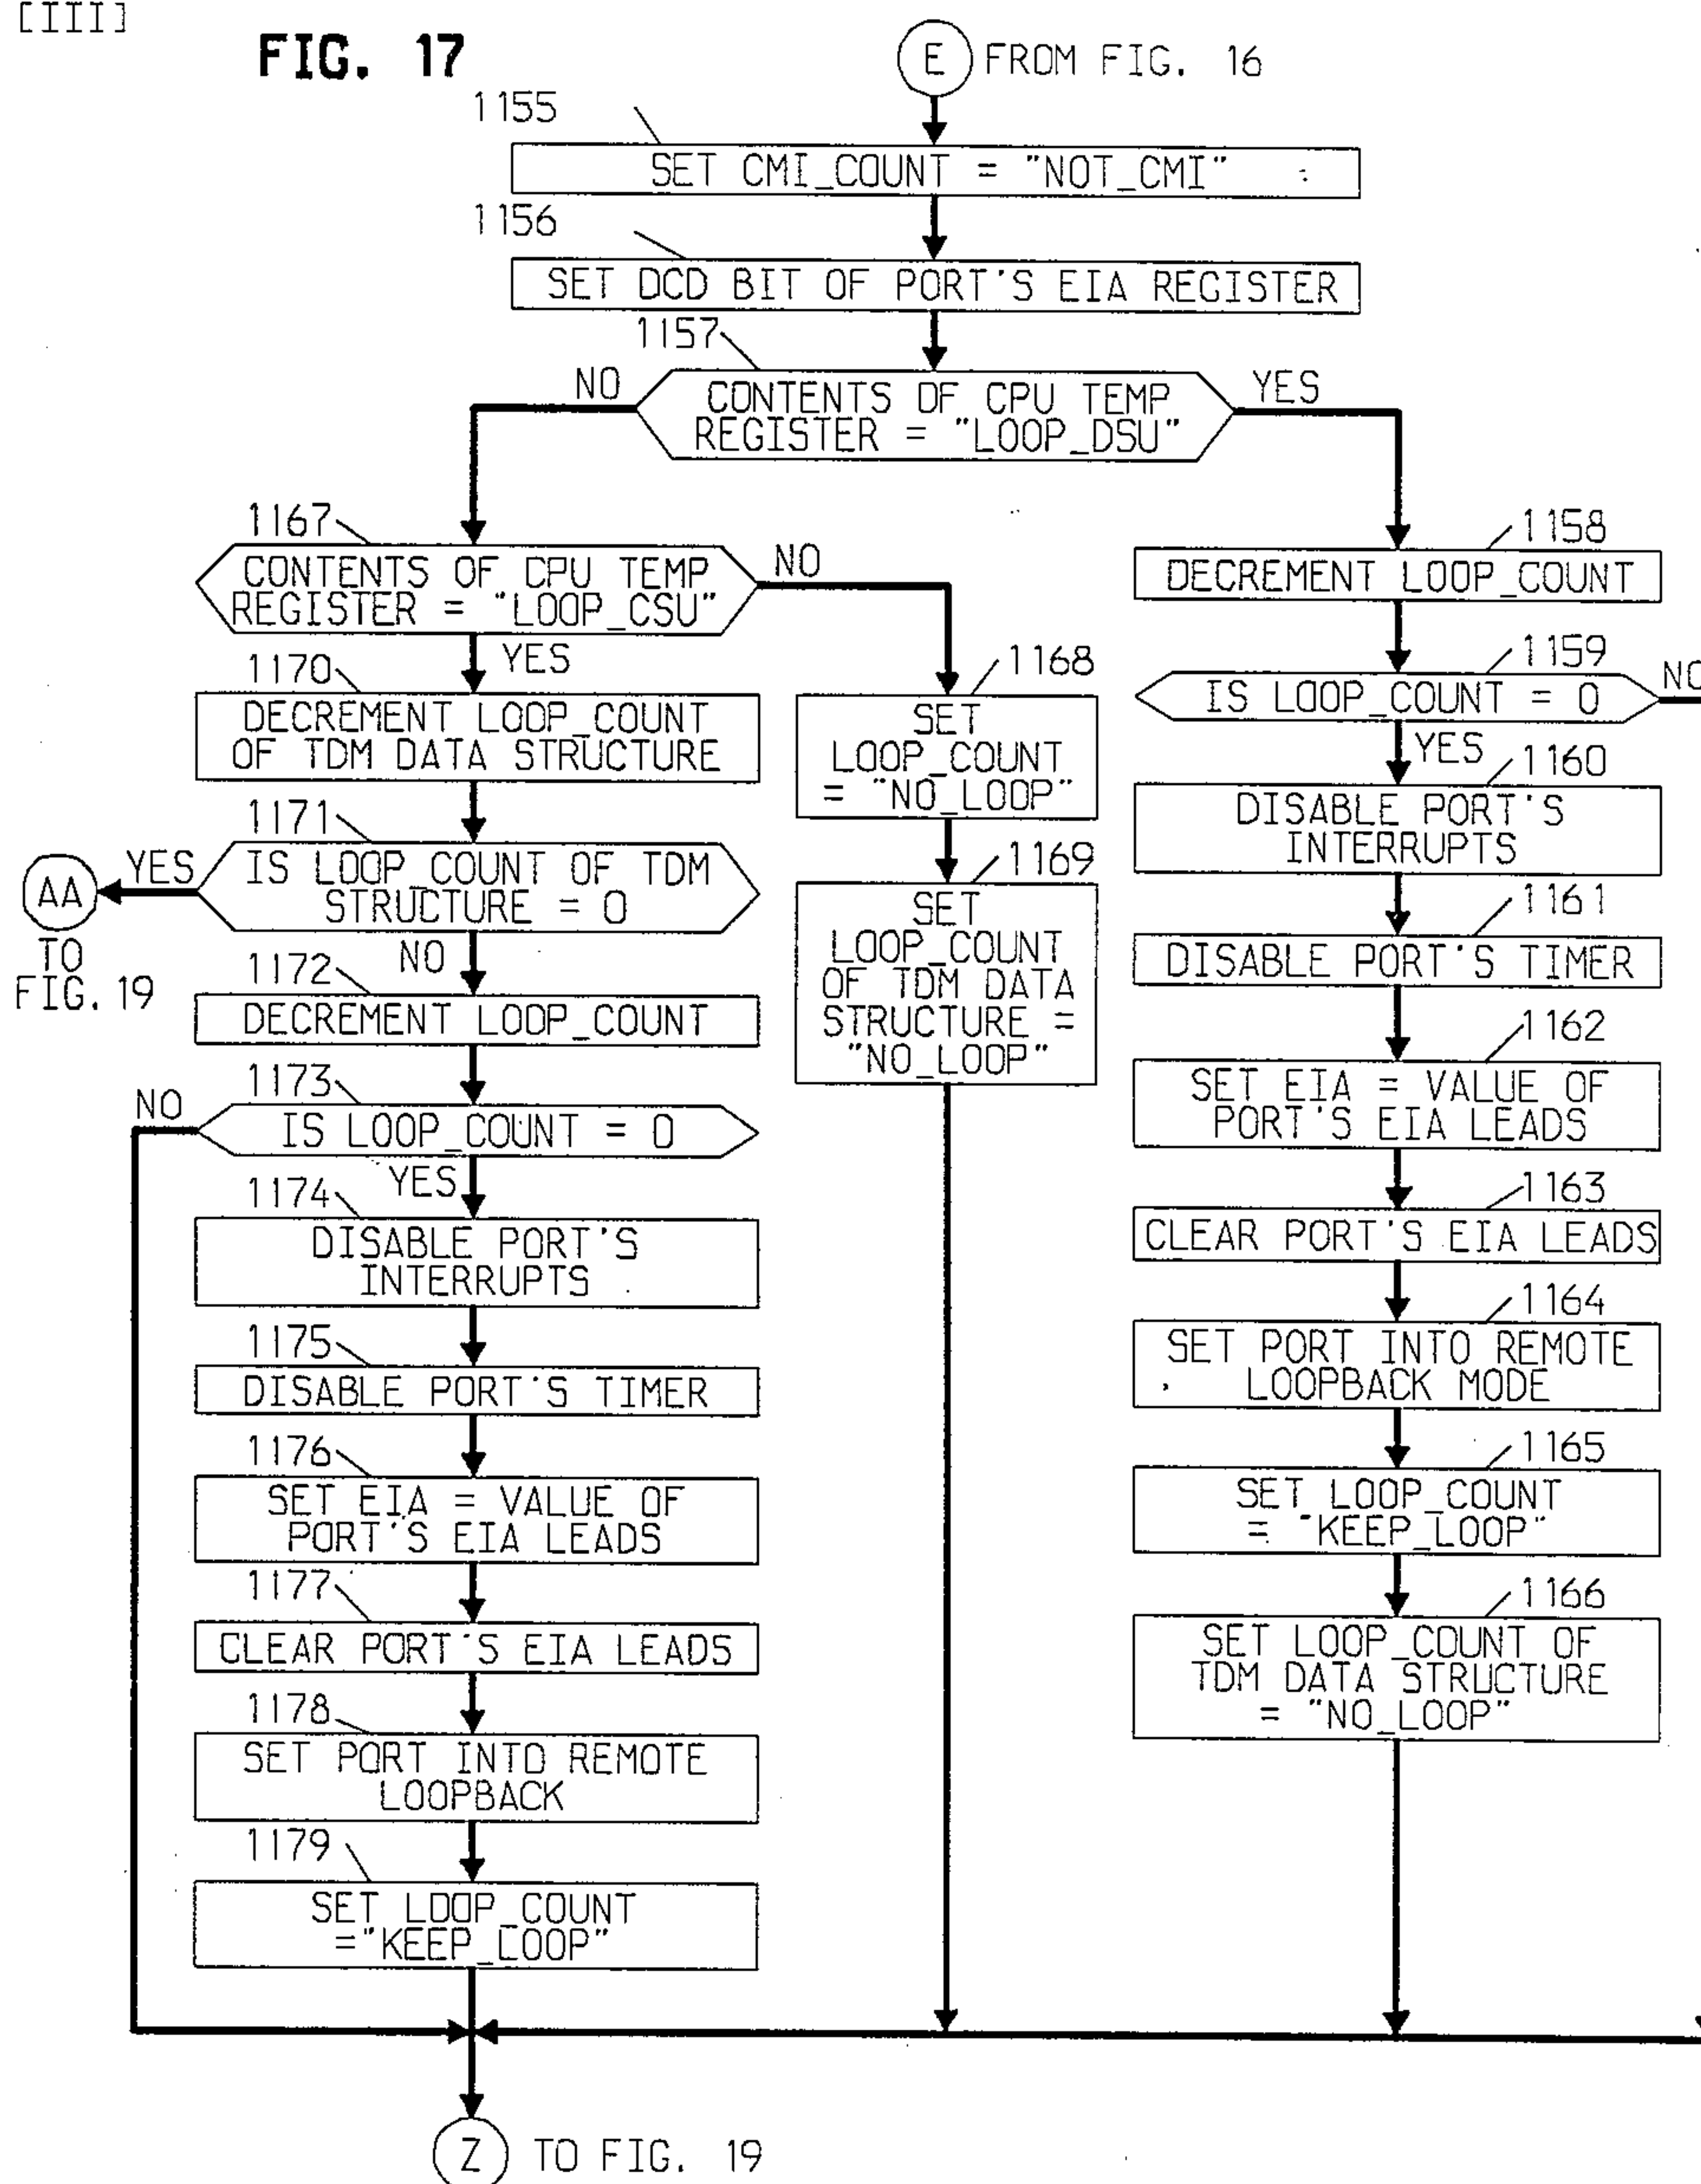 [III]
FIG. 17
E FROM FIG. 16
1155
SET CMI_COUNT = "NOT_CMI"
1156
SET DCD BIT OF PORT'S EIA REGISTER
1157
NO
CONTENTS OF CPU TEMP
REGISTER = "LOOP_DSU"
YES
1167
CONTENTS OF CPU TEMP
REGISTER = "LOOP_CSU"
NO
YES
1170
DECREMENT LOOP_COUNT
OF TDM DATA STRUCTURE
1171
IS LOOP_COUNT OF TDM
STRUCTURE = 0
YES
AA
TO
FIG. 19
NO
1172
DECREMENT LOOP_COUNT
1173
NO
IS LOOP_COUNT = 0
YES
1174
DISABLE PORT'S
INTERRUPTS
1175
DISABLE PORT'S TIMER
1176
SET EIA = VALUE OF
PORT'S EIA LEADS
1177
CLEAR PORT'S EIA LEADS
1178
SET PORT INTO REMOTE
LOOPBACK
1179
SET LOOP_COUNT
="KEEP_LOOP"
1168
SET
LOOP_COUNT
= "NO_LOOP"
1169
SET
LOOP_COUNT
OF TDM DATA
STRUCTURE =
"NO_LOOP"
1158
DECREMENT LOOP_COUNT
1159
IS LOOP_COUNT = 0
NO
YES
1160
DISABLE PORT'S
INTERRUPTS
1161
DISABLE PORT'S TIMER
1162
SET EIA = VALUE OF
PORT'S EIA LEADS
1163
CLEAR PORT'S EIA LEADS
1164
SET PORT INTO REMOTE
LOOPBACK MODE
1165
SET LOOP_COUNT
= "KEEP_LOOP"
1166
SET LOOP_COUNT OF
TDM DATA STRUCTURE
= "NO_LOOP"
Z TO FIG. 19